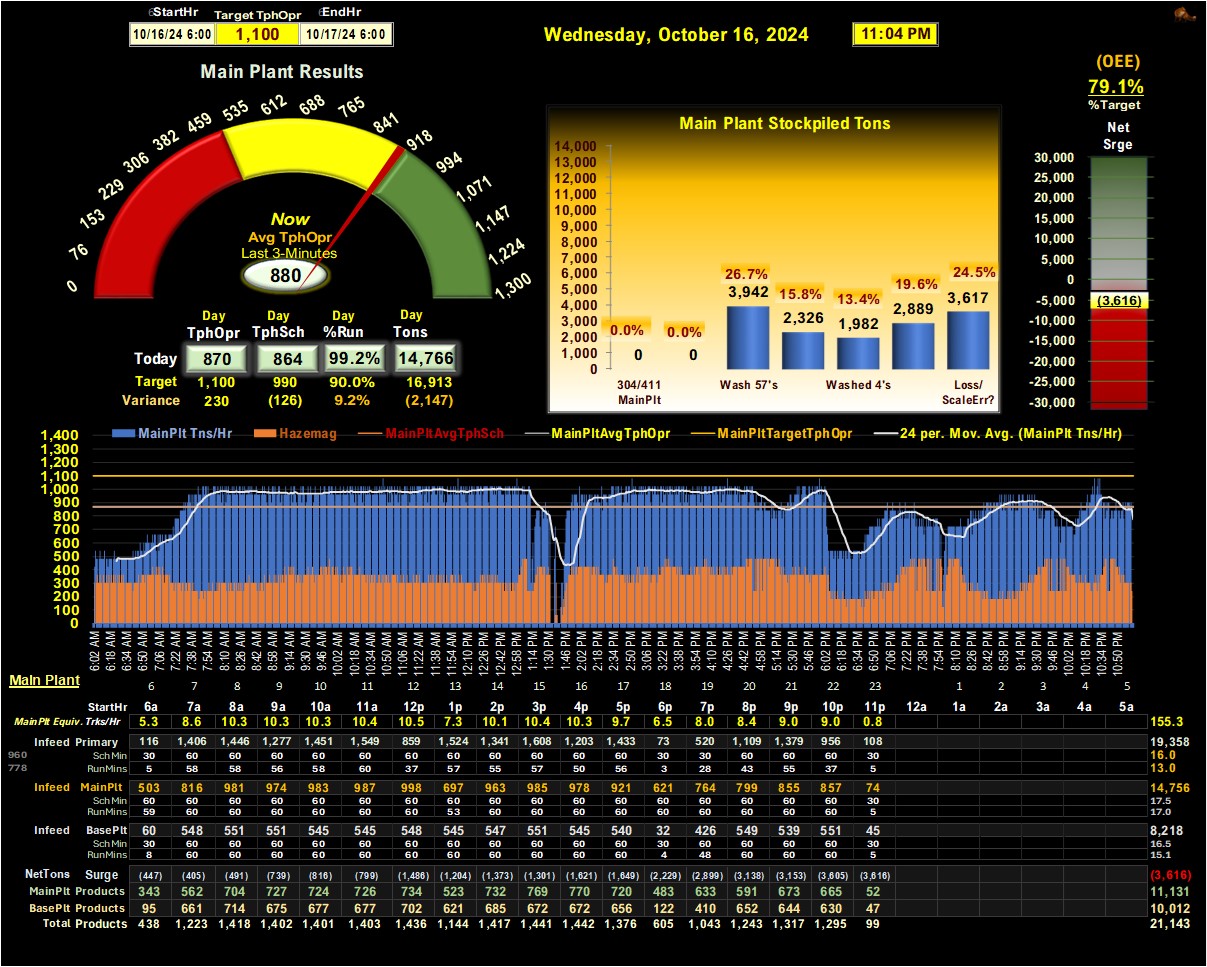 6StartHr Target TphOpr 6EndHr
10/16/24 6:00 1,100 10/17/24 6:00
Wednesday, October 16, 2024
11:04 PM
(OEE)
79.1%
%Target
Net
Srge
30,000
25,000
20,000
15,000
10,000
5,000
0
-5,000
(3,616)
-10,000
-15,000
-20,000
-25,000
-30,000
Main Plant Results
0
76
153
229
306
382
459
535
612
688
765
841
918
994
1,071
1,147
1,224
1,300
Now
Avg TphOpr
Last 3-Minutes
880
Day Day Day Day
TphOpr TphSch %Run Tons
Today 870 864 99.2% 14,766
Target 1,100 990 90.0% 16,913
Variance 230 (126) 9.2% (2,147)
Main Plant Stockpiled Tons
14,000
13,000
12,000
11,000
10,000
9,000
8,000
7,000
6,000
5,000
4,000
3,000
2,000
1,000
0
0.0% 0.0% 26.7% 15.8% 13.4% 19.6% 24.5%
0 0 3,942 2,326 1,982 2,889 3,617
304/411 Wash 57's Washed 4's Loss/
MainPlt ScaleErr?
MainPlt Tns/Hr Hazemag MainPltAvgTphSch MainPltAvgTphOpr MainPltTargetTphOpr 24 per. Mov. Avg. (MainPlt Tns/Hr)
1,400
1,300
1,200
1,100
1,000
900
800
700
600
500
400
300
200
100
0
6:02 AM 6:18 AM 6:34 AM 6:50 AM 7:06 AM 7:22 AM 7:38 AM 7:54 AM 8:10 AM 8:26 AM 8:42 AM 8:58 AM 9:14 AM 9:30 AM 9:46 AM 10:02 AM 10:18 AM 10:34 AM 10:50 AM 11:06 AM 11:22 AM 11:38 AM 11:54 AM 12:10 PM 12:26 PM 12:42 PM 12:58 PM 1:14 PM 1:30 PM 1:46 PM 2:02 PM 2:18 PM 2:34 PM 2:50 PM 3:06 PM 3:22 PM 3:38 PM 3:54 PM 4:10 PM 4:26 PM 4:42 PM 4:58 PM 5:14 PM 5:30 PM 5:46 PM 6:02 PM 6:18 PM 6:34 PM 6:50 PM 7:06 PM 7:22 PM 7:38 PM 7:54 PM 8:10 PM 8:26 PM 8:42 PM 8:58 PM 9:14 PM 9:30 PM 9:46 PM 10:02 PM 10:18 PM 10:34 PM 10:50 PM
Main Plant
6 7 8 9 10 11 12 13 14 15 16 17 18 19 20 21 22 23 1 2 3 4 5
StartHr 6a 7a 8a 9a 10a 11a 12p 1p 2p 3p 4p 5p 6p 7p 8p 9p 10p 11p 12a 1a 2a 3a 4a 5a
MainPlt Equiv. Trks/Hr 5.3 8.6 10.3 10.3 10.3 10.4 10.5 7.3 10.1 10.4 10.3 9.7 6.5 8.0 8.4 9.0 9.0 0.8 155.3
Infeed Primary 116 1,406 1,446 1,277 1,451 1,549 859 1,524 1,341 1,608 1,203 1,433 73 520 1,109 1,379 956 108 19,358
960 Sch Min 30 60 60 60 60 60 60 60 60 60 60 60 30 30 60 60 60 30 16.0
778 RunMins 5 58 58 56 58 60 37 57 55 57 50 56 3 28 43 55 37 5 13.0
Infeed MainPlt 503 816 981 974 983 987 998 697 963 985 978 921 621 764 799 855 857 74 14,756
Sch Min 60 60 60 60 60 60 60 60 60 60 60 60 60 60 60 60 60 30 17.5
RunMins 59 60 60 60 60 60 60 53 60 60 60 60 60 60 60 60 60 5 17.0
Infeed BasePlt 60 548 551 551 545 545 548 545 547 551 545 540 32 426 549 539 551 45 8,218
Sch Min 30 60 60 60 60 60 60 60 60 60 60 60 30 60 60 60 60 30 16.5
RunMins 8 60 60 60 60 60 60 60 60 60 60 60 4 48 60 60 60 5 15.1
NetTons Surge (447) (405) (491) (739) (816) (799) (1,486) (1,204) (1,373) (1,301) (1,621) (1,649) (2,229) (2,899) (3,138) (3,153) (3,605) (3,616) (3,616)
MainPlt Products 343 562 704 727 724 726 734 523 732 769 770 720 483 633 591 673 665 52 11,131
BasePlt Products 95 661 714 675 677 677 702 621 685 672 672 656 122 410 652 644 630 47 10,012
Total Products 438 1,223 1,418 1,402 1,401 1,403 1,436 1,144 1,417 1,441 1,442 1,376 605 1,043 1,243 1,317 1,295 99 21,143